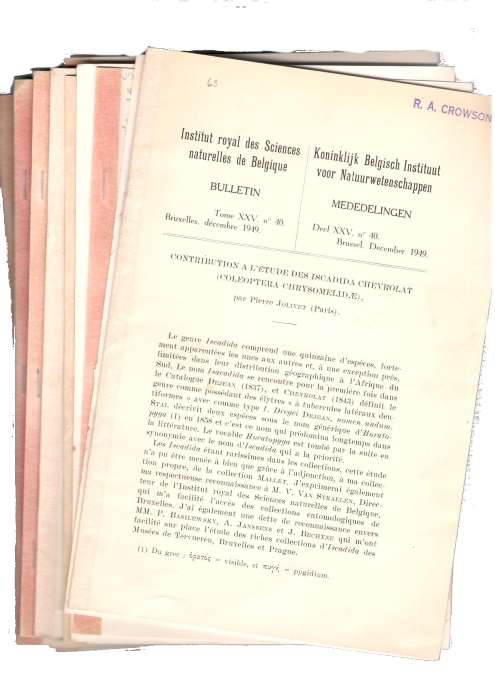 63
R. A. CROWSON
Institut royal des Sciences
naturelles de Belgique
BULLETIN
Tome XXV, n° 40.
Bruxelles, décembre 1949.
Koninklijk Belgisch Instituut
voor Natuurwetenschappen
MEDEDELINGEN
Deel XXV, n° 40.
Brussel, December 1949.
CONTRIBUTION A L'ETUDE DES ISCADIDA CHEVROLAT
(COLEOPTERA CHRYSOMELIDÆ),
par Pierre JOLIVET (Paris).
Le genre Iscadida comprend une quinzaine d'espèces, forte-
ment apparentées les unes aux autres et, à une exception près,
limitées dans leur distribution géographique à l'Afrique du
Sud. Le nom Iscadida se rencontre pour la première fois dans
le Catalogue DEJEAN (1837), et CHEVROLAT (1843) définit le
genre comme possédant des élytres « à tubercules latéraux den-
tiformes » avec comme type I. Dregei DEJEAN, nomen nudum.
STAL décrivit deux espèces sous le nom générique d'Horato-
pyga (1) en 1858 et c'est ce nom qui prédomina longtemps dans
la littérature. Le vocable Horatopyga est tombé par la suite en
synonymie avec le nom d'Iscadida qui a la priorité.
Les Iscadida étant rarissimes dans les collections, cette étude
n'a pu être menée à bien que grâce à l'adjonction, à ma collec-
tion propre, de la collection MALLET. J'exprimerai également
ma respectueuse reconnaissance à M. V. VAN STRAELEN, Direc-
teur de l'Institut royal des Sciences naturelles de Belgique,
qui m'a facilité l'accès des collections entomologiques de
Bruxelles. J'ai également une dette de reconnaissance envers
MM. P. BASILEWSKY, A. JANSSENS et J. BECHYNE qui m'ont
facilité sur place l'étude des riches collections d'Iscadida des
Musées de Tervueren, Bruxelles et Prague.
(1) Du grec : ὁρατός = visible, et πυγή, = pygidium.